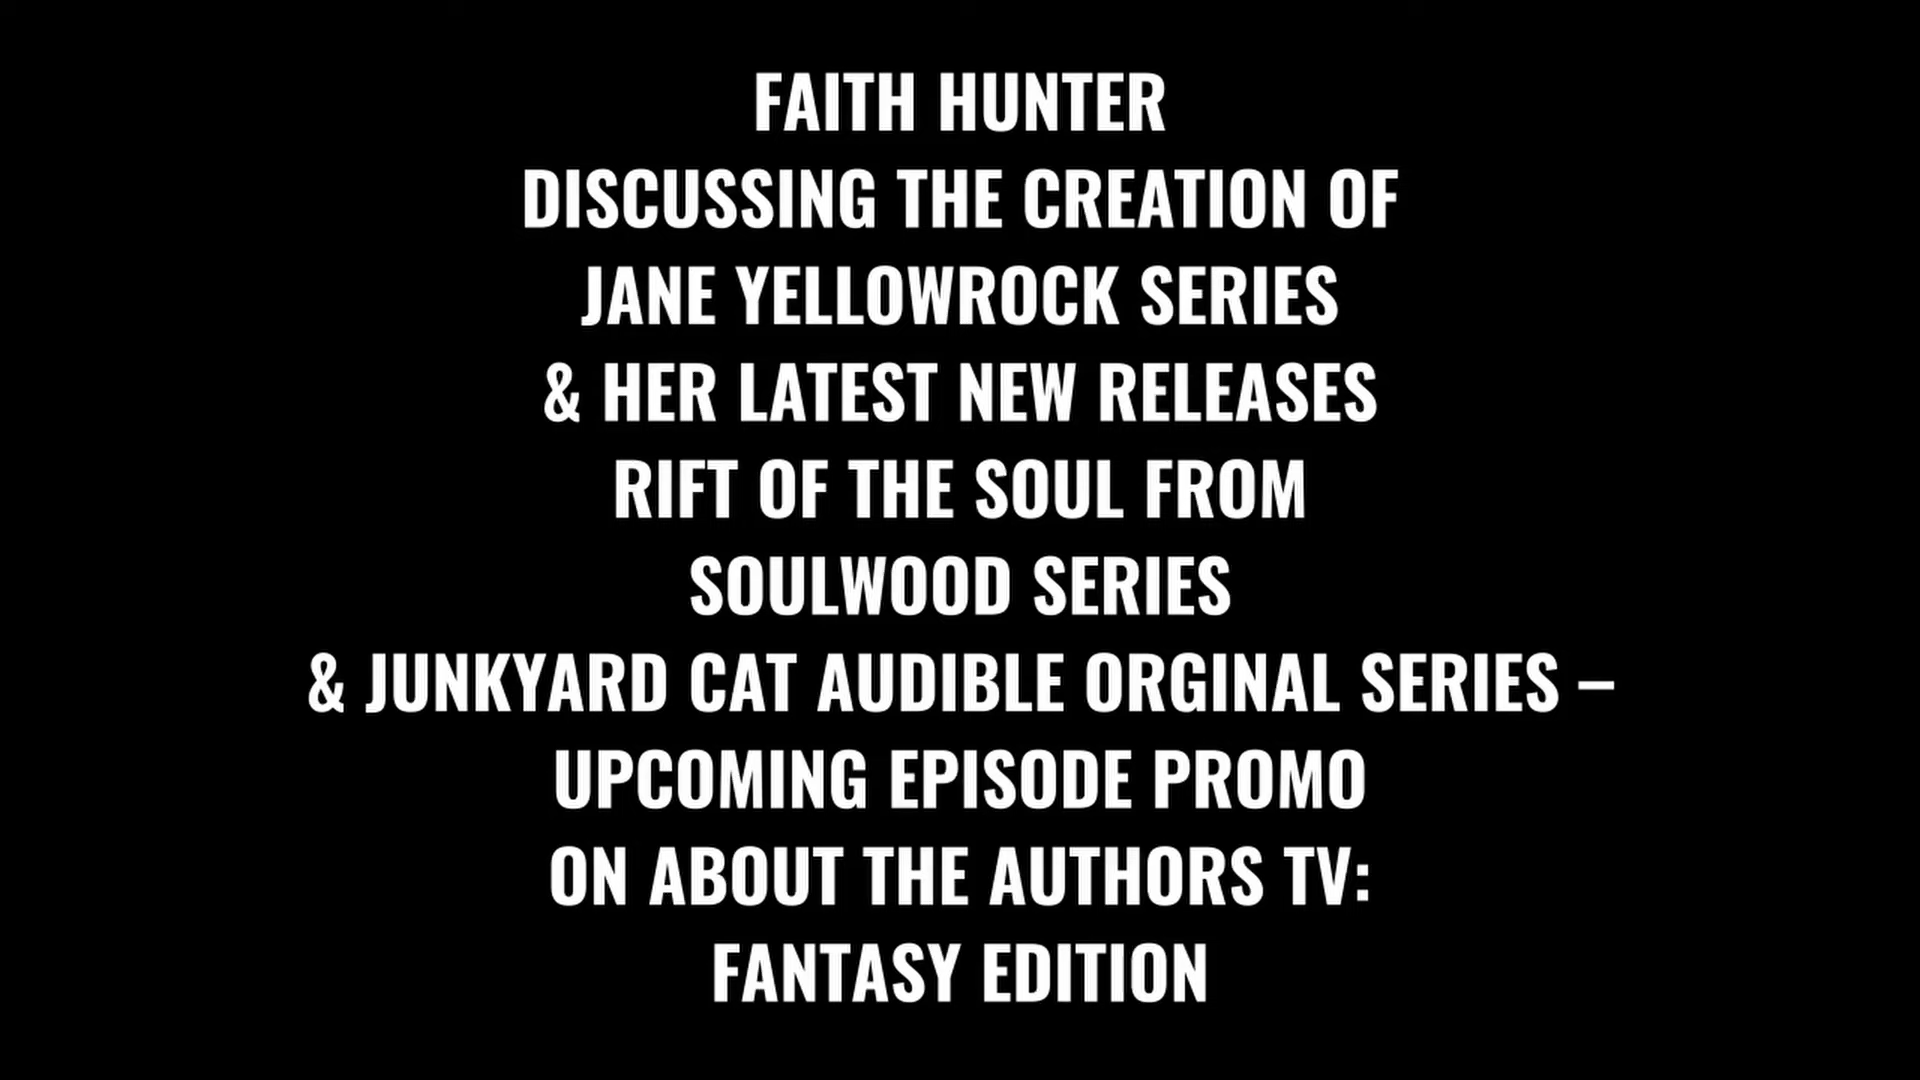 FAITH HUNTER
DISCUSSING THE CREATION OF
JANE YELLOWROCK SERIES
& HER LATEST NEW RELEASES
RIFT OF THE SOUL FROM
SOULWOOD SERIES
& JUNKYARD CAT AUDIBLE ORGINAL SERIES –
UPCOMING EPISODE PROMO
ON ABOUT THE AUTHORS TV:
FANTASY EDITION